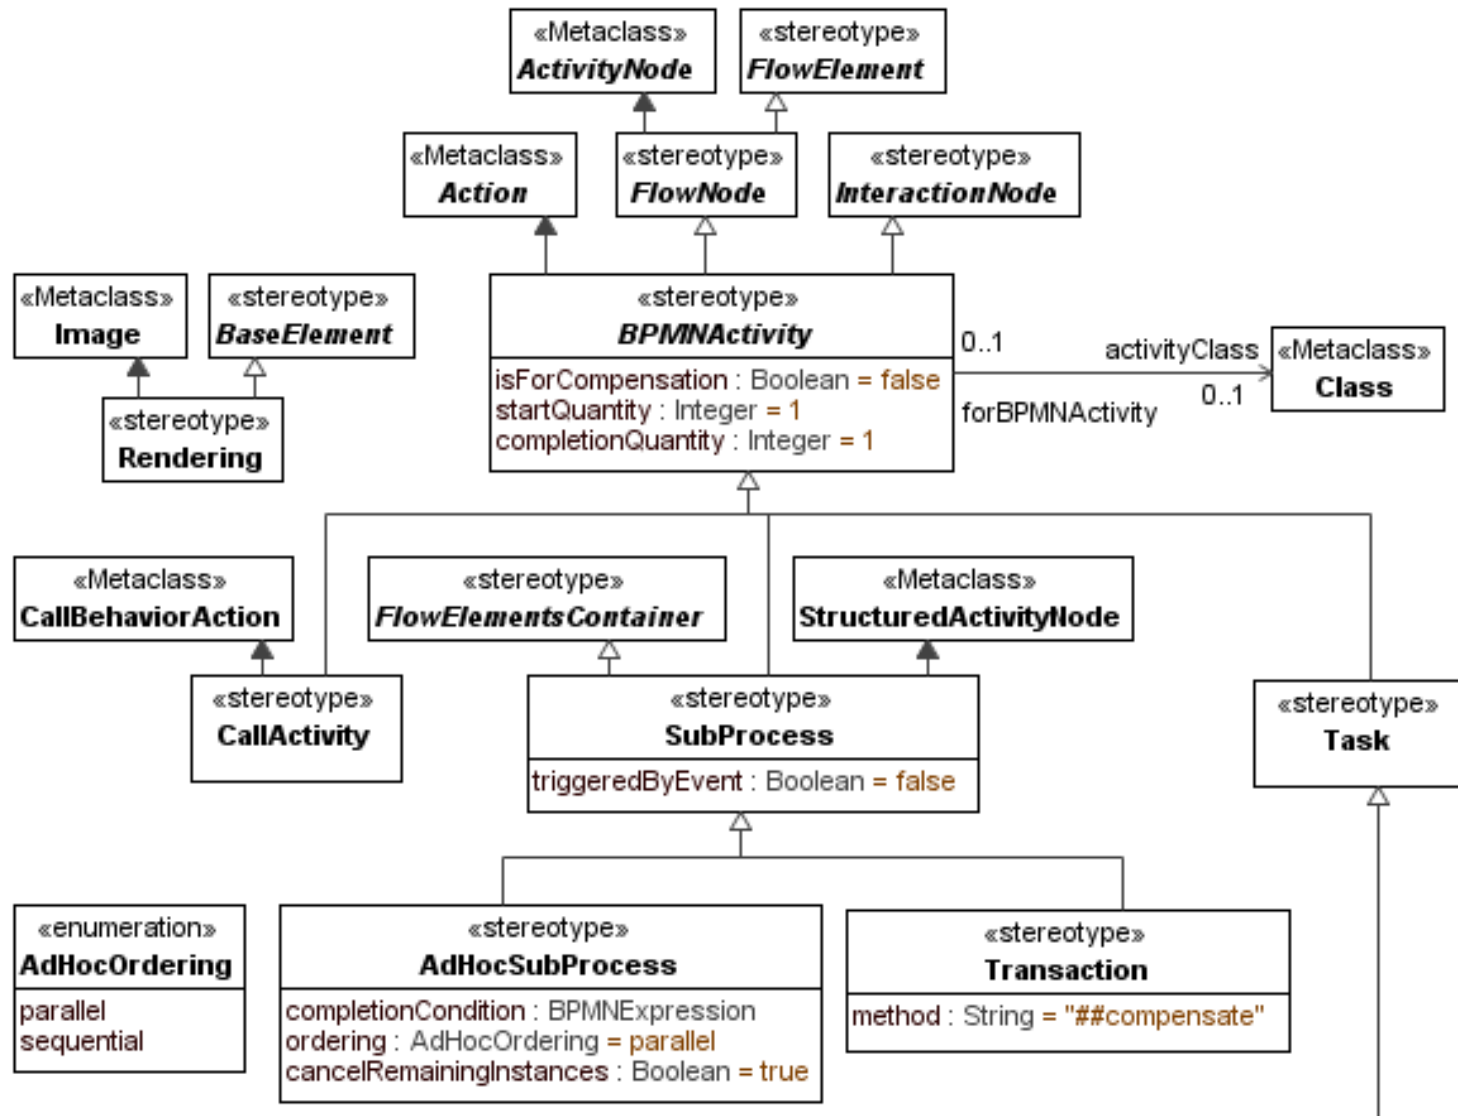 «Metaclass»
ActivityNode
«stereotype»
FlowElement
«Metaclass»
Action
«stereotype»
FlowNode
«stereotype»
InteractionNode
«Metaclass»
Image
«stereotype»
BaseElement
«stereotype»
Rendering
«stereotype»
BPMNActivity
isForCompensation : Boolean = false
startQuantity : Integer = 1
completionQuantity : Integer = 1
0..1
activityClass
forBPMNActivity
0..1
«Metaclass»
Class
«Metaclass»
CallBehaviorAction
«stereotype»
FlowElementsContainer
«Metaclass»
StructuredActivityNode
«stereotype»
CallActivity
«stereotype»
SubProcess
triggeredByEvent : Boolean = false
«stereotype»
Task
«enumeration»
AdHocOrdering
parallel
sequential
«stereotype»
AdHocSubProcess
completionCondition : BPMNExpression
ordering : AdHocOrdering = parallel
cancelRemainingInstances : Boolean = true
«stereotype»
Transaction
method : String = "##compensate"